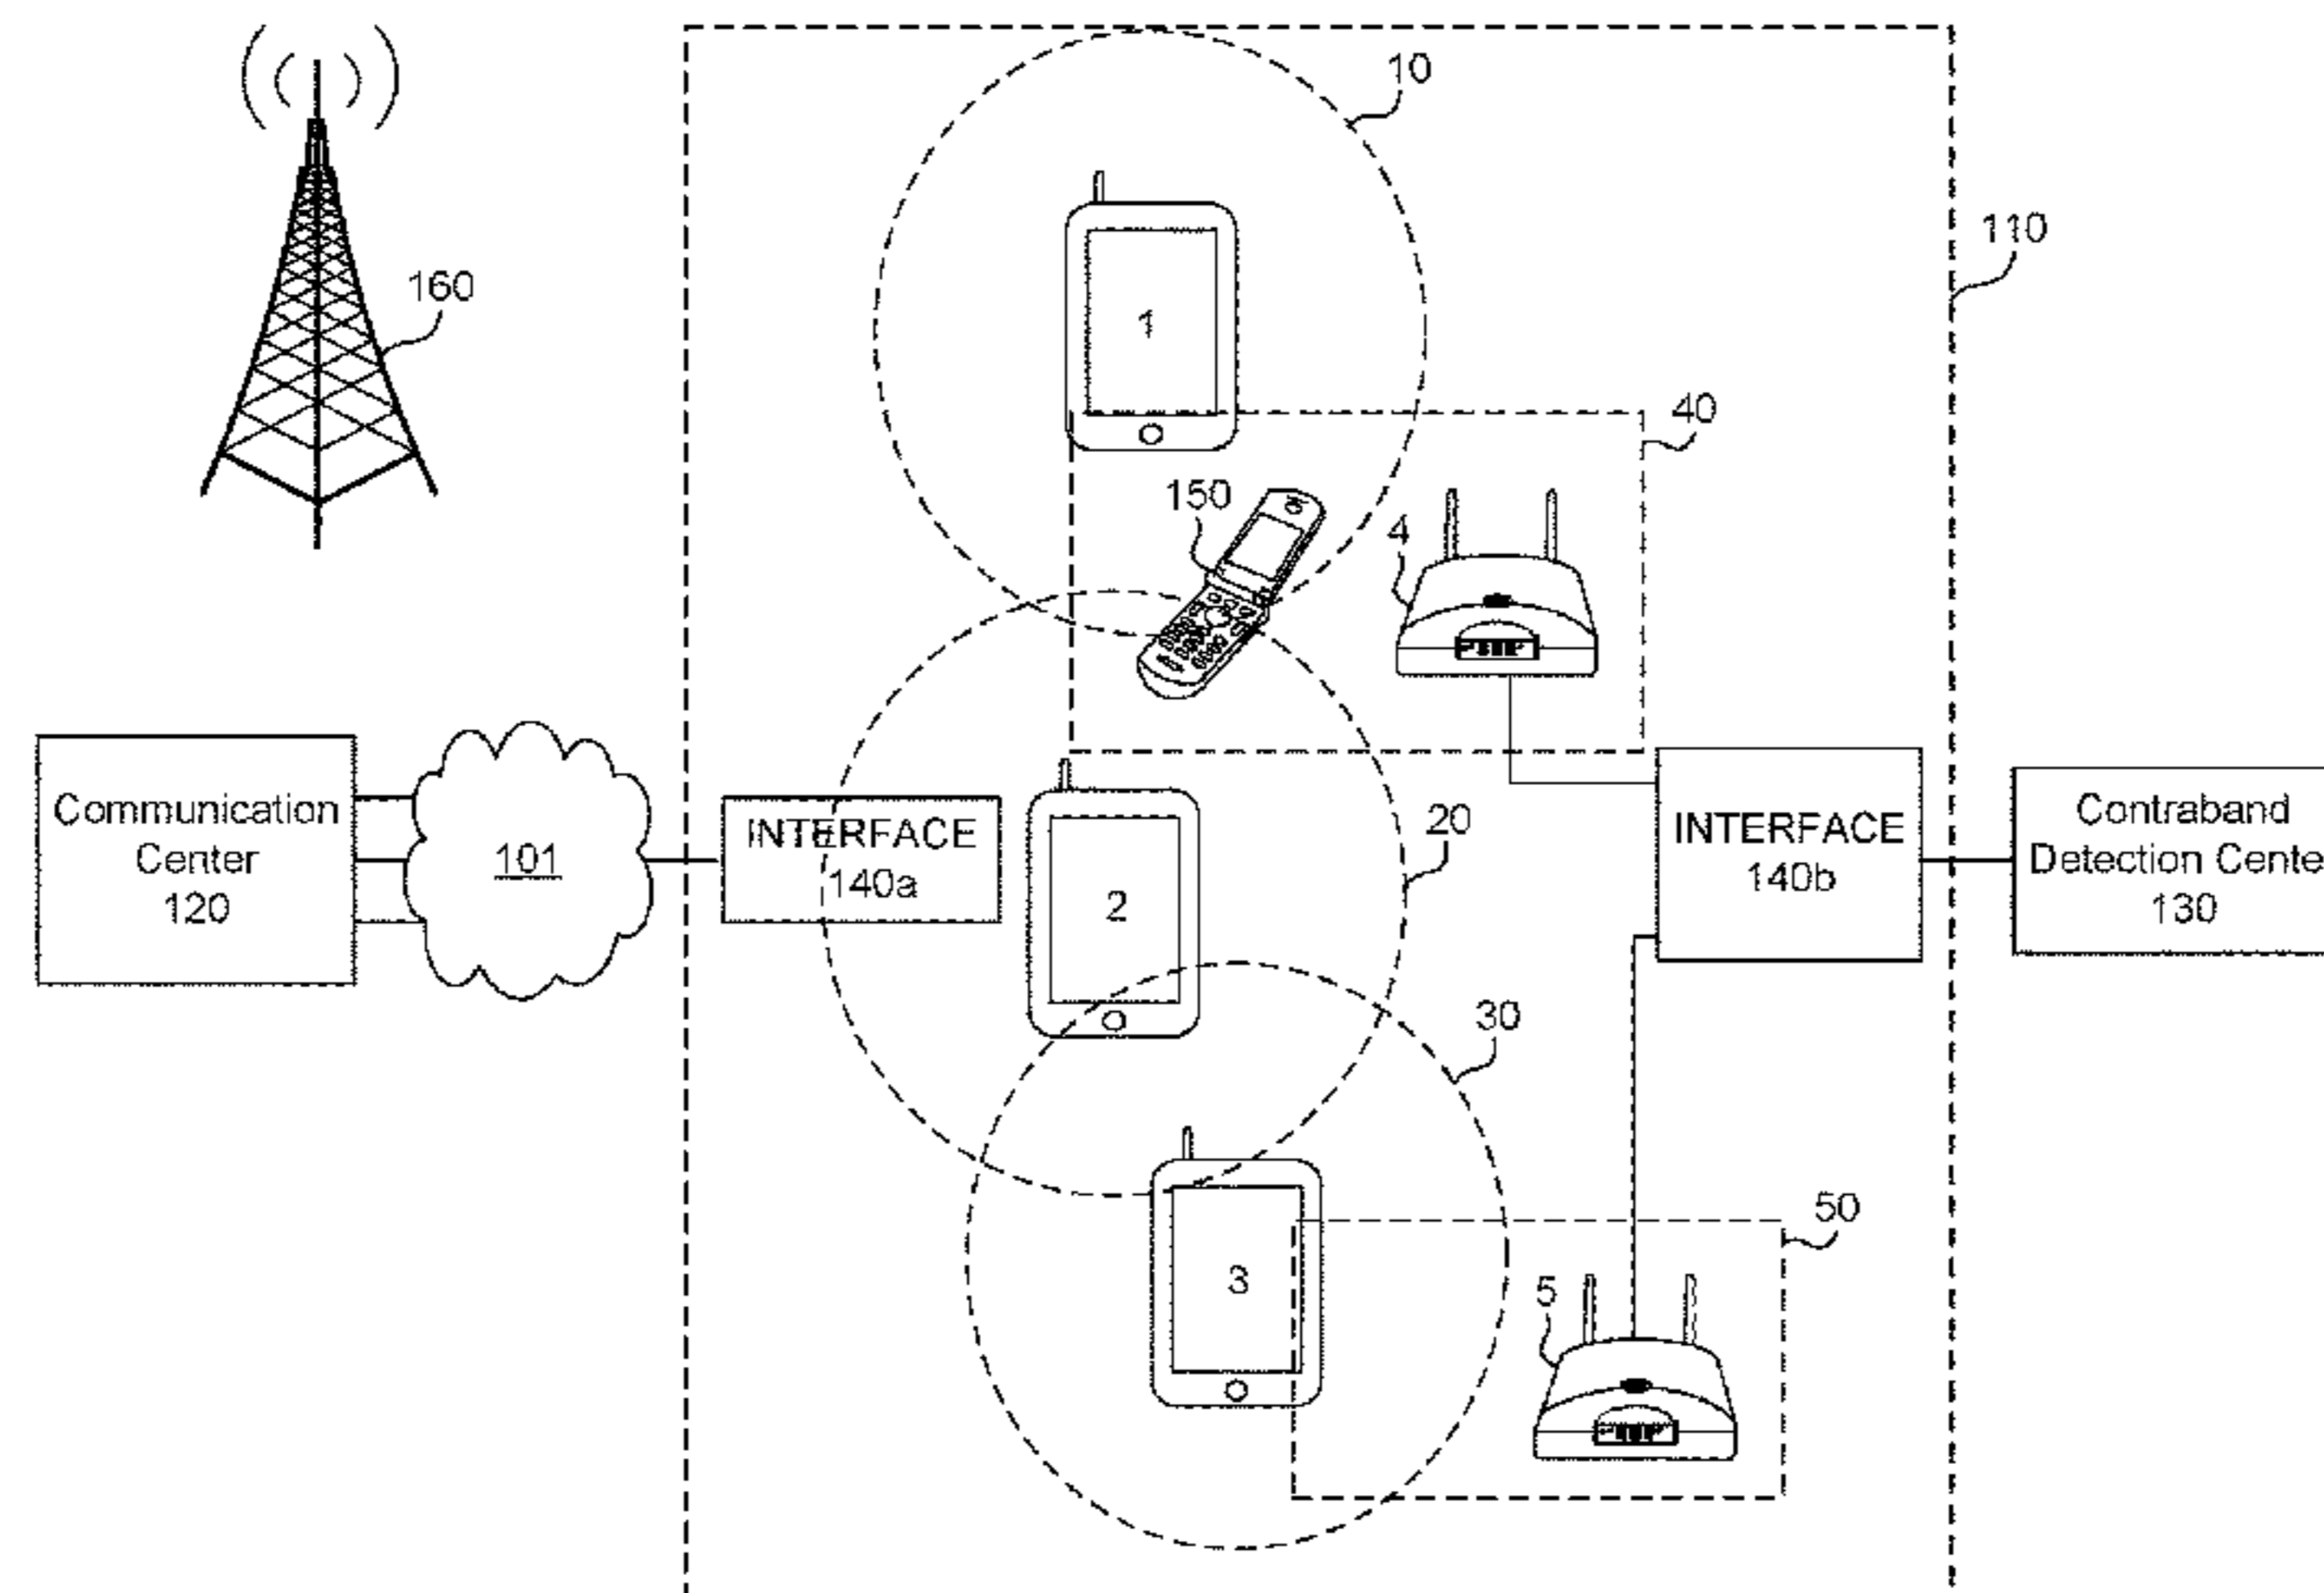 10
110
160
1
40
150
4
Communication
Center
120
101
INTERFACE
140a
20
INTERFACE
140b
Contraband
Detection Cente
130
2
30
3
50
5